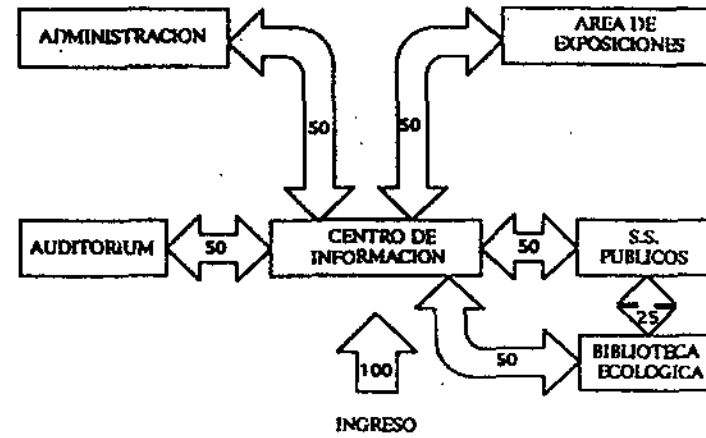 ADMINISTRACION
AREA DE
EXPOSICIONES
50
50
AUDITORIUM
50
CENTRO DE
INFORMACION
50
S.S.
PUBLICOS
25
100
50
BIBLIOTECA
ECOLOGICA
INGRESO